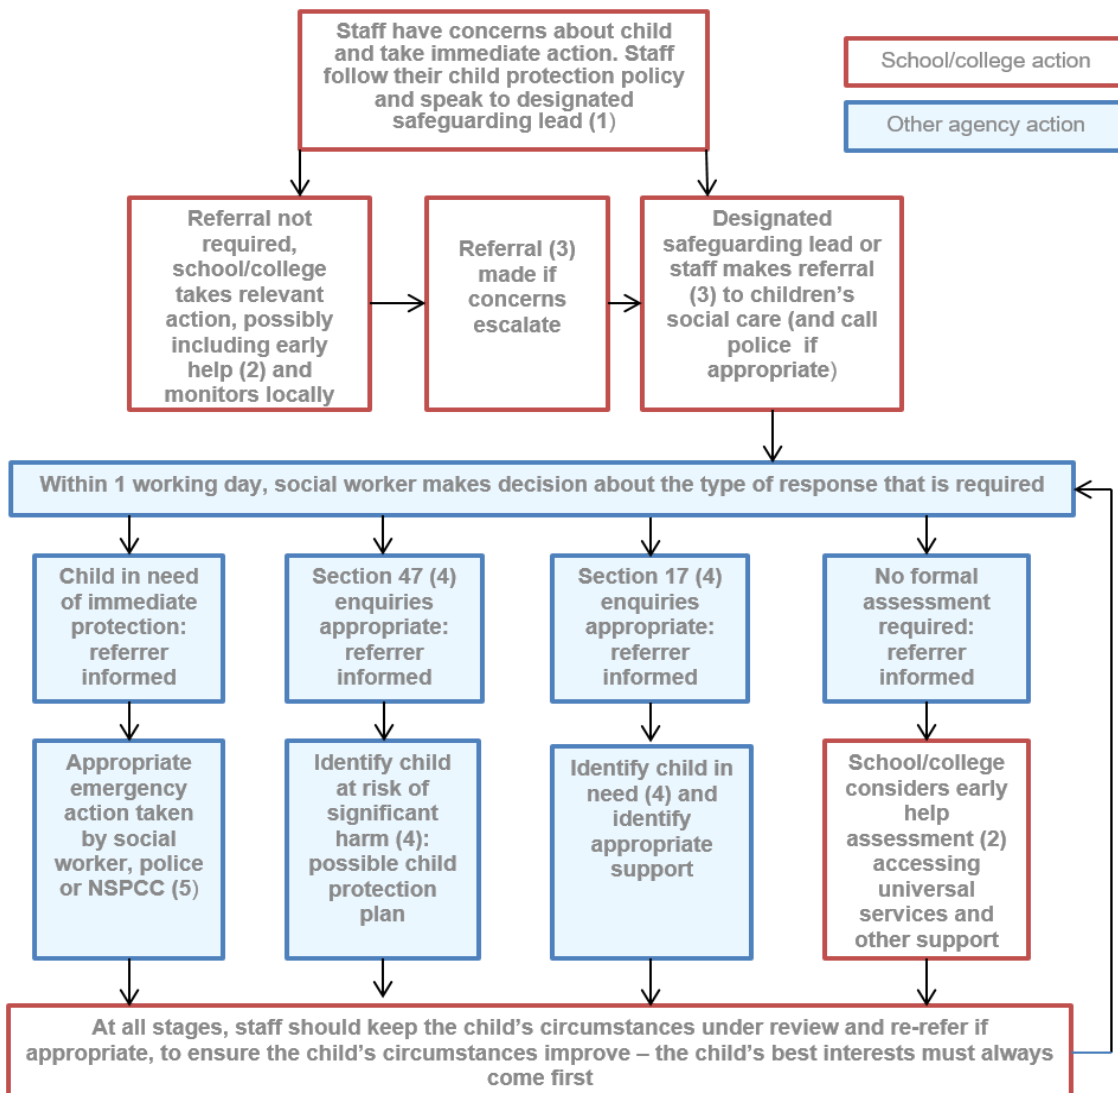 Staff have concerns about child
and take immediate action. Staff
follow their child protection policy
and speak to designated
safeguarding lead (1)
School/college action
Other agency action
Referral not
required,
school/college
takes relevant
action, possibly
including early
help (2) and
monitors locally
Referral (3)
made if
concerns
escalate
Designated
safeguarding lead or
staff makes referral
(3) to children’s
social care (and call
police if
appropriate)
Within 1 working day, social worker makes decision about the type of response that is required
Child in need
of immediate
protection:
referrer
informed
Section 47 (4)
enquiries
appropriate:
referrer
informed
Section 17 (4)
enquiries
appropriate:
referrer
informed
No formal
assessment
required:
referrer
informed
Appropriate
emergency
action taken
by social
worker, police
or NSPCC (5)
Identify child
at risk of
significant
harm (4):
possible child
protection
plan
Identify child in
need (4) and
identify
appropriate
support
School/college
considers early
help
assessment (2)
accessing
universal
services and
other support
At all stages, staff should keep the child’s circumstances under review and re-refer if
appropriate, to ensure the child’s circumstances improve – the child’s best interests must always
come first